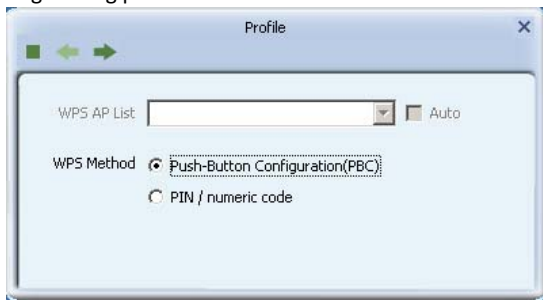 Profile
WPS AP List
Auto
WPS Method
Push-Button Configuration(PBC)
PIN / numeric code